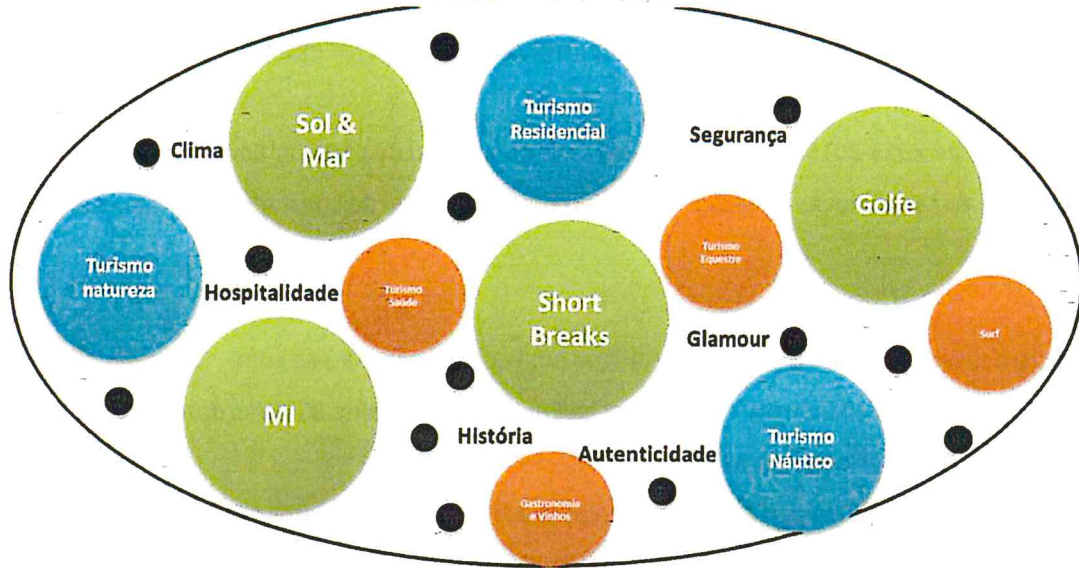 Sol &
Mar
Turismo
Residencial
Segurança
Clima
Golfe
Turismo
natureza
Hospitalidade
Turismo
Saúde
Short
Breaks
Turismo
Equestre
Glamour
Surf
MI
História
Autenticidade
Turismo
Náutico
Gastronomia
e Vinhos